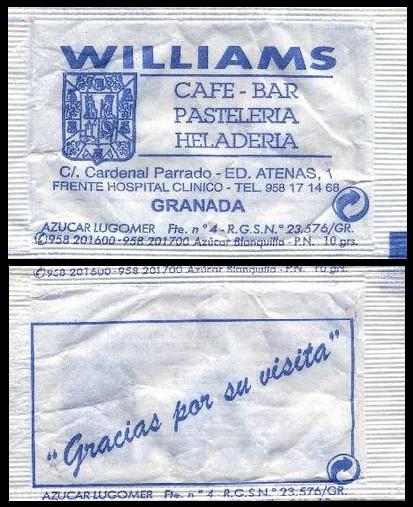 WILLIAMS
CAFE - BAR
PASTELERIA
HELADERIA
C/. Cardenal Parrado - ED. ATENAS, 1
FRENTE HOSPITAL CLINICO - TEL. 958 17 14 68
GRANADA
AZUCAR LUGOMER Fte. n° 4 - R.G.S.N.° 23.576/GR.
958 201600 - 958 201700 Azúcar Blanquilla - P.N. 10 grs.
958 201600 - 958 201700 Azúcar Blanquilla - P.N. 10 grs.
"Gracias por su visita"
AZUCAR LUGOMER Fte. n° 4 R.G.S.N.° 23.576/GR.